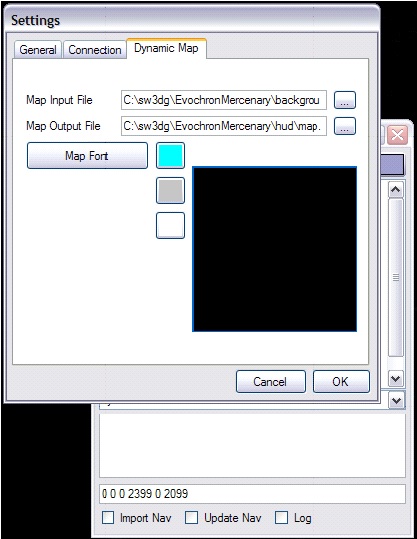 Settings
General Connection Dynamic Map
Map Input File C:\sw3dg\EvochronMercenary\backgrou ...
Map Output File C:\sw3dg\EvochronMercenary\hud\map. ...
Map Font
Cancel OK
0 0 0 2399 0 2099
Import Nav Update Nav Log